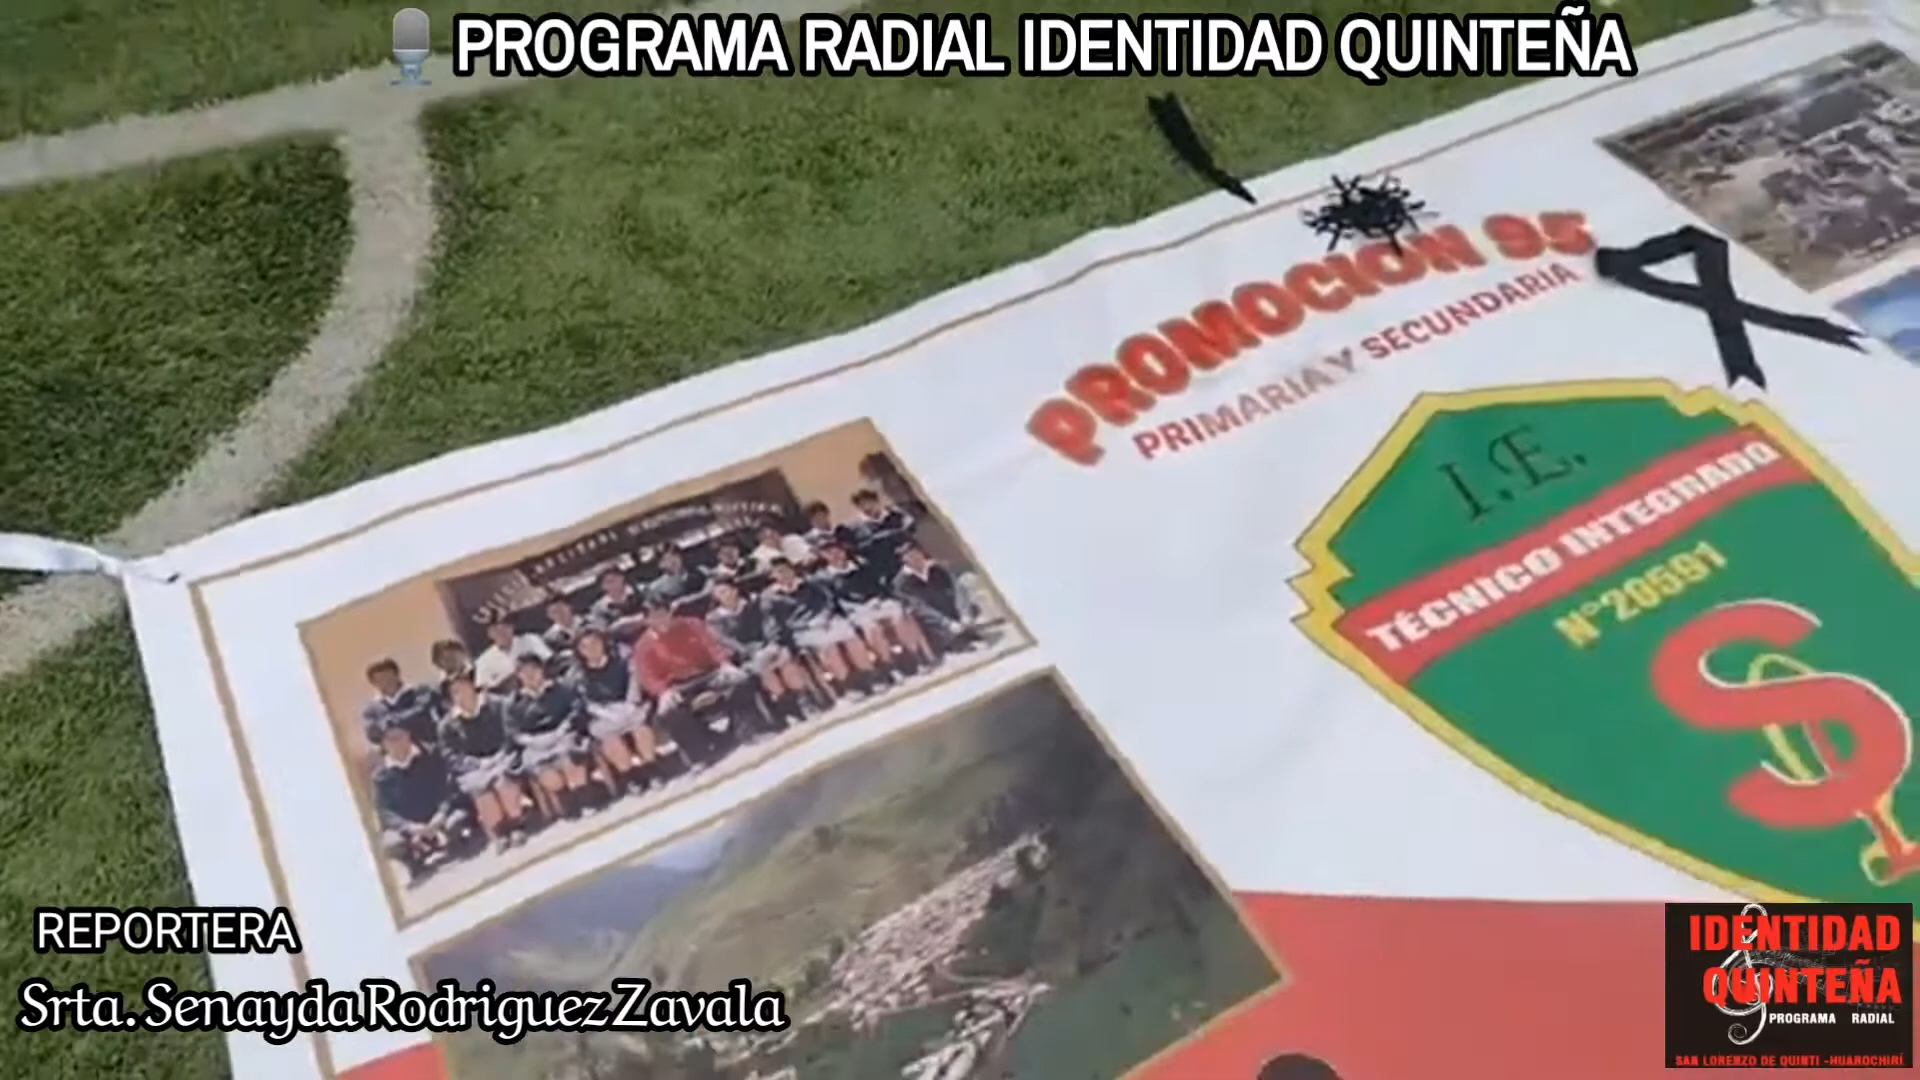 PROGRAMA RADIAL IDENTIDAD QUINTEÑA
PROMOCIÓN 95
PRIMARIA Y SECUNDARIA
I.E.
TÉCNICO INTEGRADO
N°20591
S
REPORTERA
Srta. Senayda Rodriguez Zavala
IDENTIDAD
QUINTEÑA
PROGRAMA RADIAL
SAN LORENZO DE QUINTI - HUAROCHIRÍ